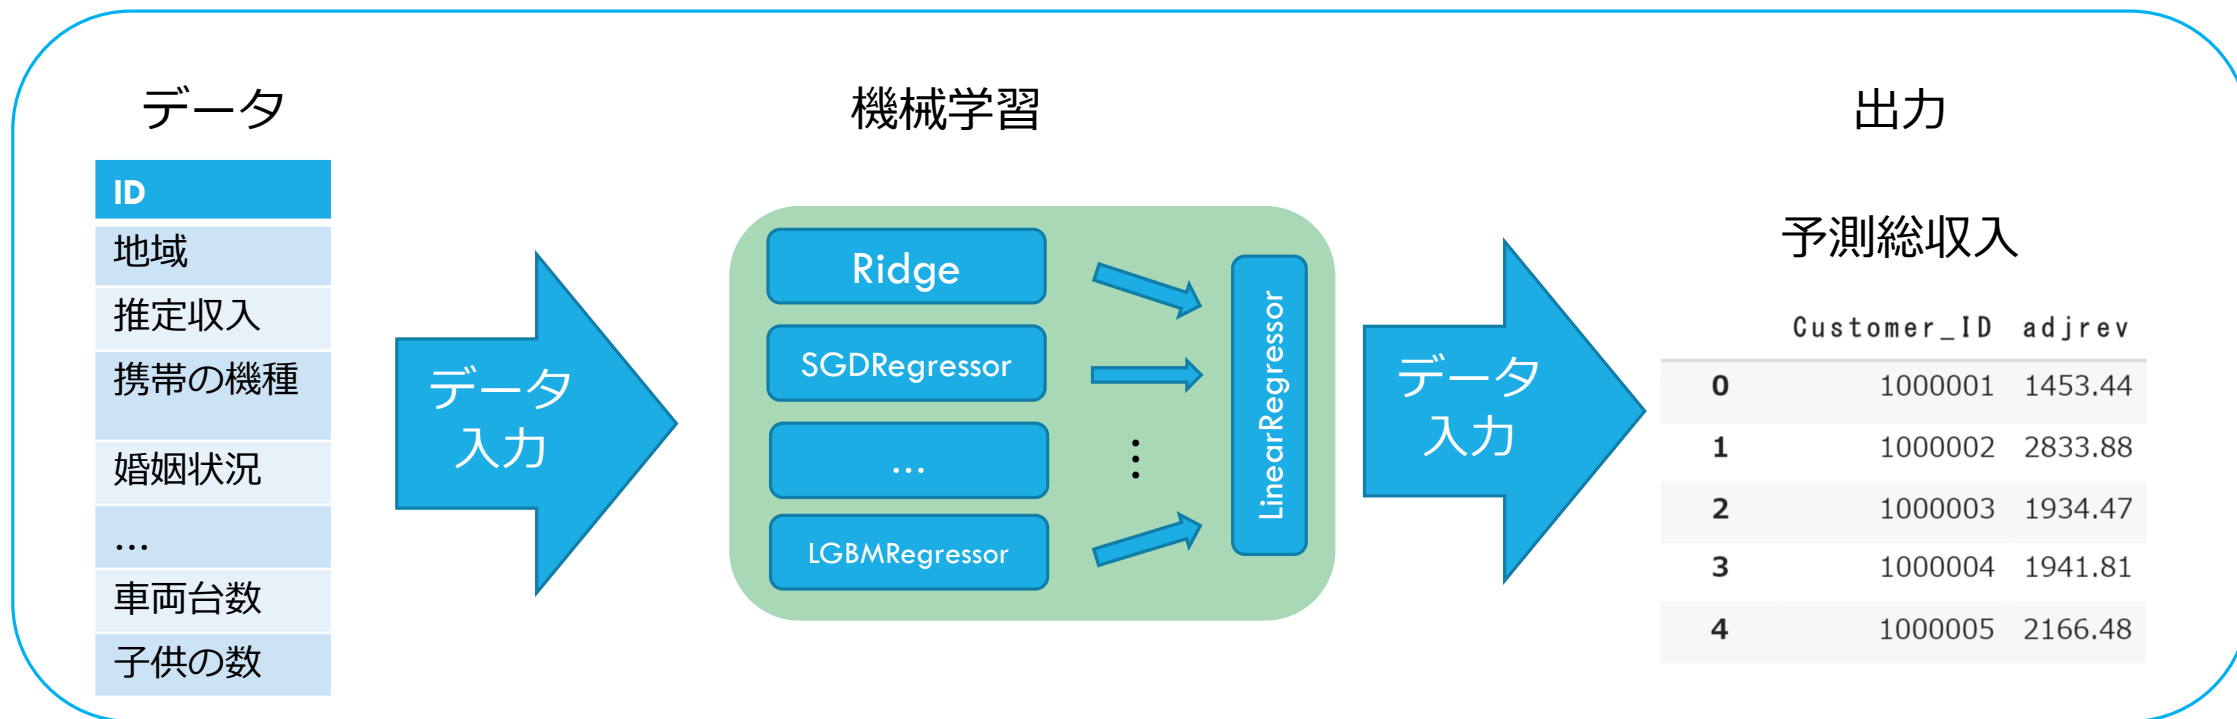 データ
ID
地域
推定収入
携帯の機種
婚姻状況
...
車両台数
子供の数
データ
入力
機械学習
Ridge
SGDRegressor
...
LGBMRegressor
⋮
LinearRegressor
データ
入力
出力
予測総収入
Customer_ID adjrev
0 1000001 1453.44
1 1000002 2833.88
2 1000003 1934.47
3 1000004 1941.81
4 1000005 2166.48